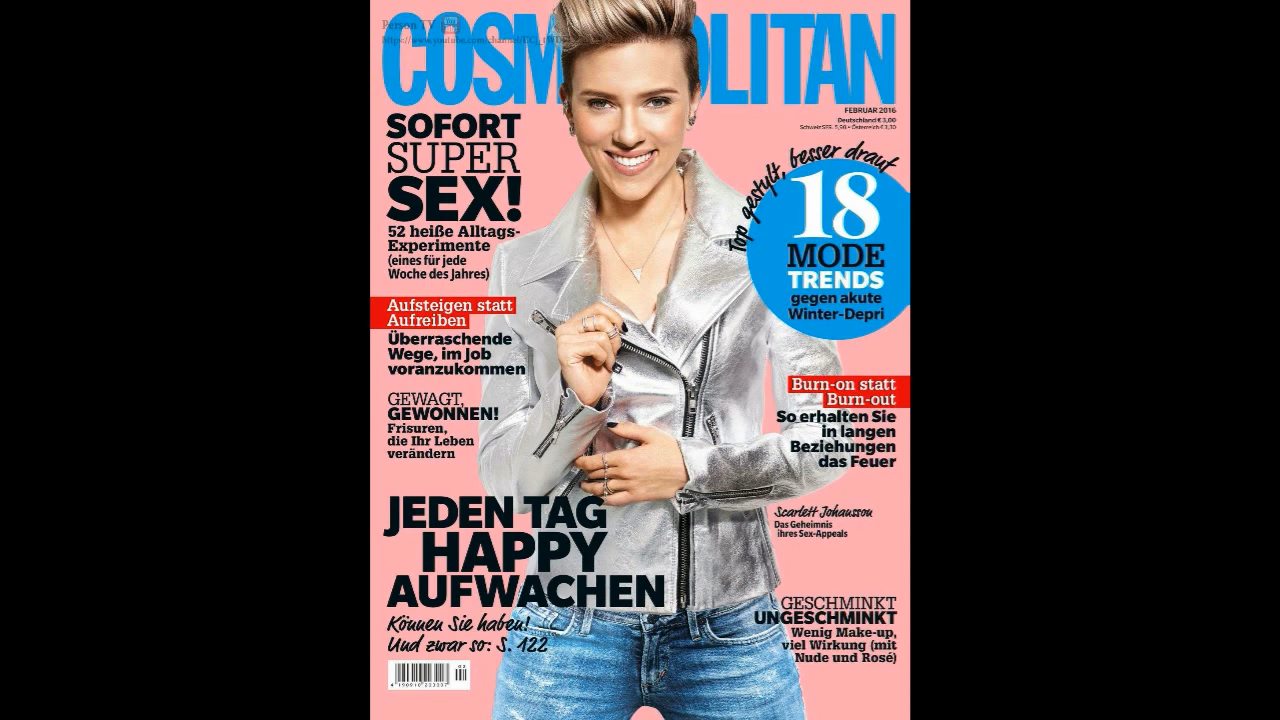 Person TV
COSMOPOLITAN
FEBRUAR 2016
Deutschland € 3,00
SOFORT
SUPER
SEX!
52 heiße Alltags-
Experimente
(eines für jede
Woche des Jahres)
Top gestylt, besser drauf
18
MODE
TRENDS
gegen akute
Winter-Depri
Aufsteigen statt
Aufreiben
Überraschende
Wege, im Job
voranzukommen
GEWAGT,
GEWONNEN!
Frisuren,
die Ihr Leben
verändern
Burn-on statt
Burn-out
So erhalten Sie
in langen
Beziehungen
das Feuer
Scarlett Johansson
Das Geheimnis
ihres Sex-Appeals
JEDEN TAG
HAPPY
AUFWACHEN
Können Sie haben!
Und zwar so: S. 122
GESCHMINKT
UNGESCHMINKT
Wenig Make-up,
viel Wirkung (mit
Nude und Rosé)